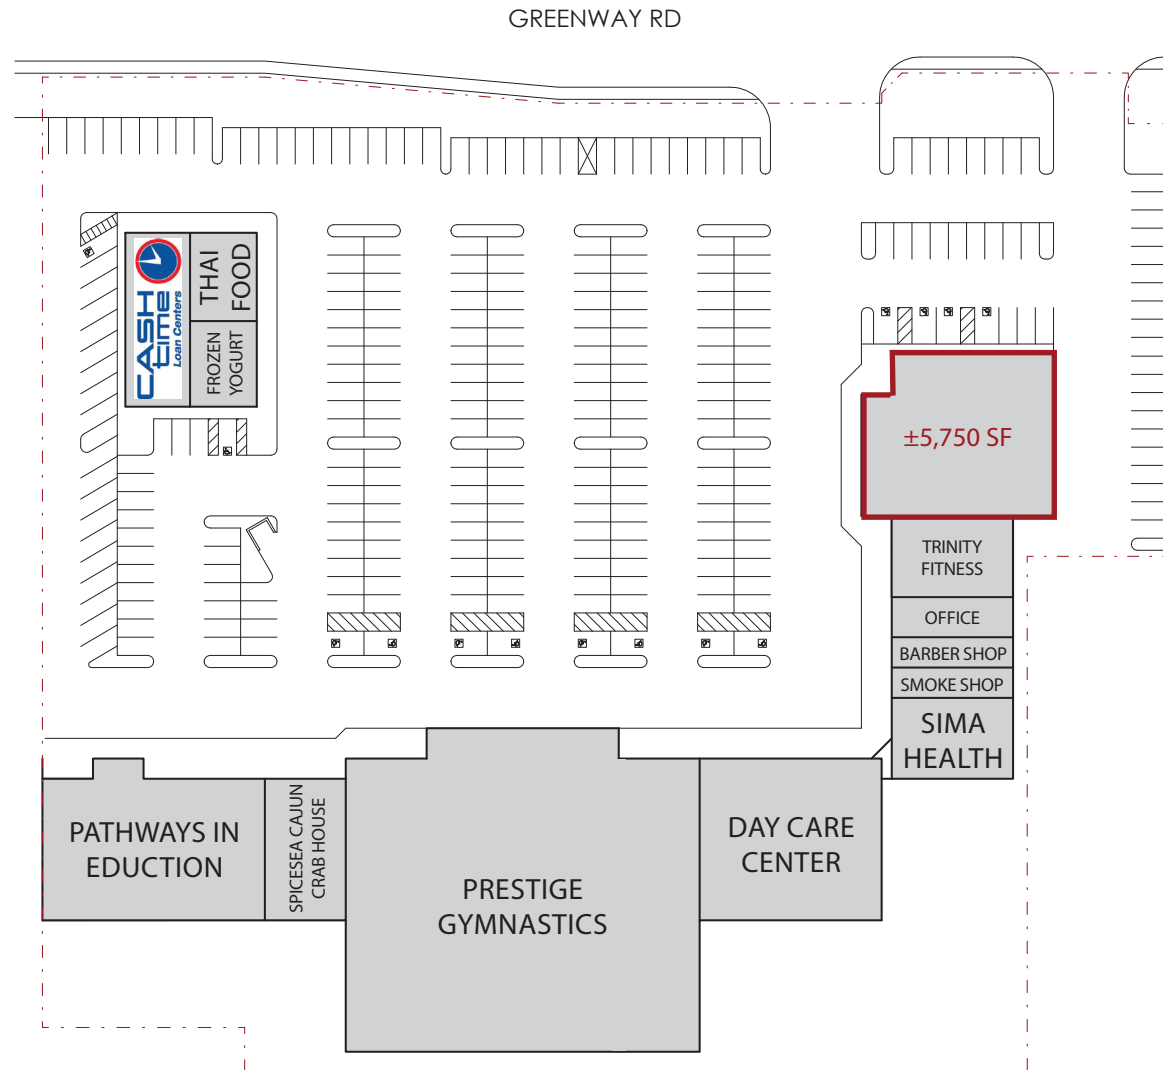 GREENWAY RD
CASH
time
Loan Centers
THAI
FOOD
FROZEN
YOGURT
±5,750 SF
TRINITY
FITNESS
OFFICE
BARBER SHOP
SMOKE SHOP
SIMA
HEALTH
PATHWAYS IN
EDUCTION
SPICESEA CAJUN
CRAB HOUSE
PRESTIGE
GYMNASTICS
DAY CARE
CENTER